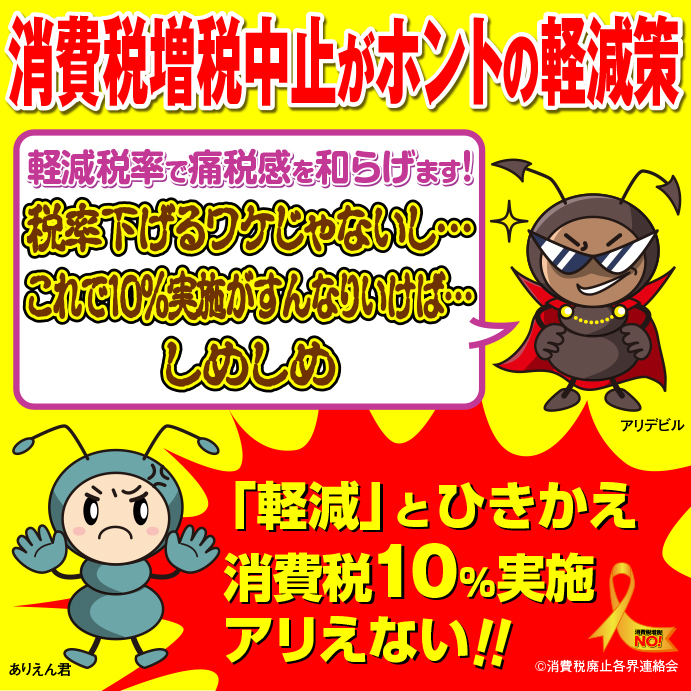 消費税増税中止がホントの軽減策
軽減税率で痛税感を和らげます!
税率下げるワケじゃないし…
これで10%実施がすんなりいけば…
しめしめ
アリデビル
「軽減」とひきかえ
消費税10%実施
アリえない!!
消費税増税
NO!
ありえん君
©消費税廃止各界連絡会